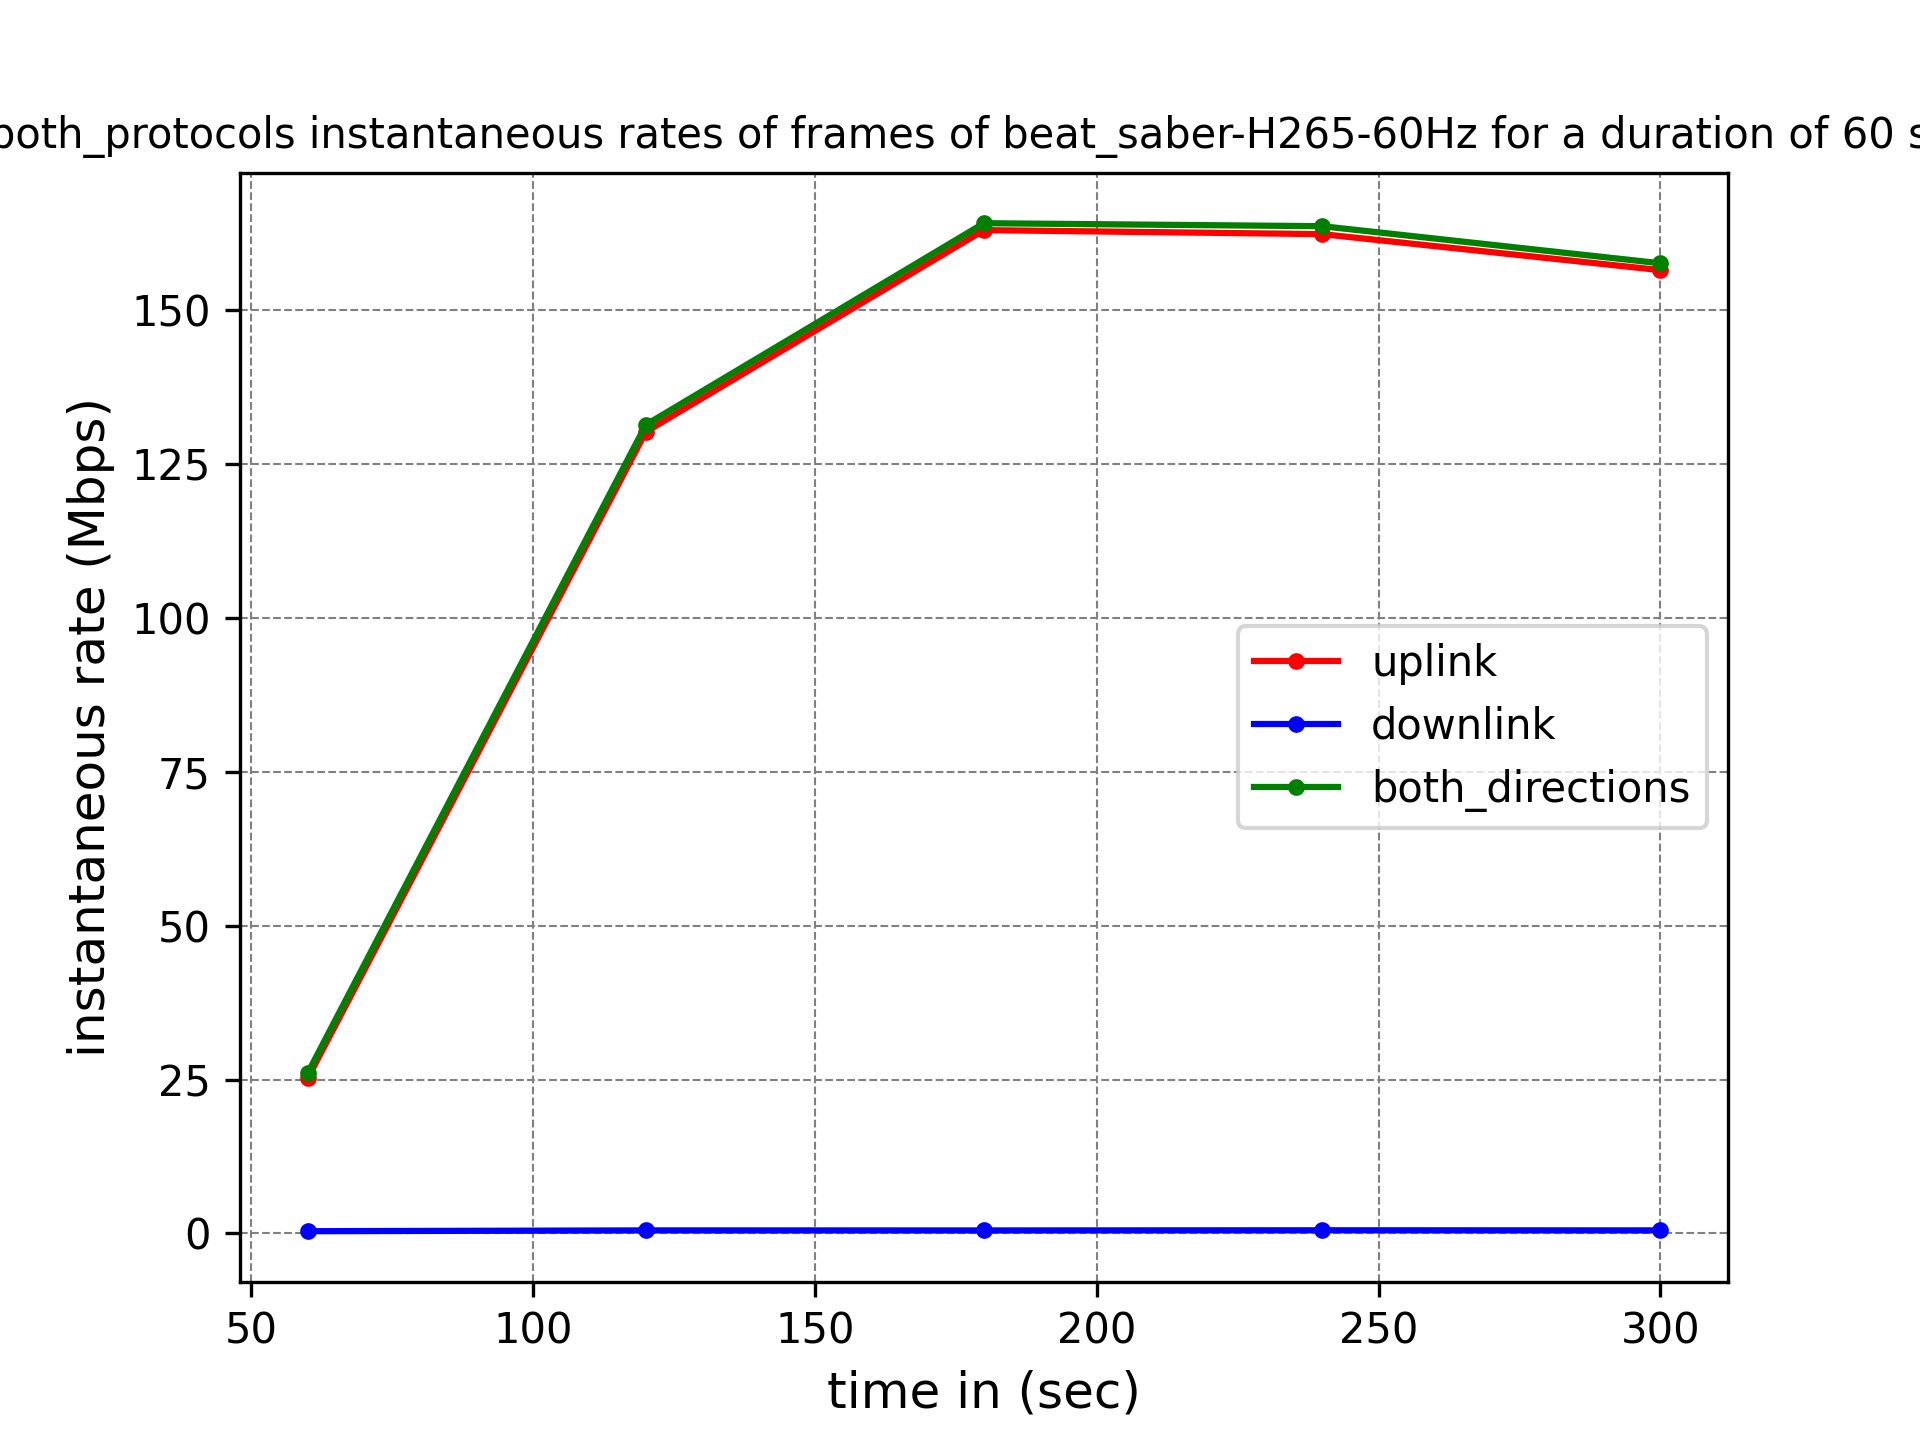 both_protocols instantaneous rates of frames of beat_saber-H265-60Hz for a duration of 60 s
instantaneous rate (Mbps)
150
125
100
75
50
25
0
uplink
downlink
both_directions
50 100 150 200 250 300
time in (sec)